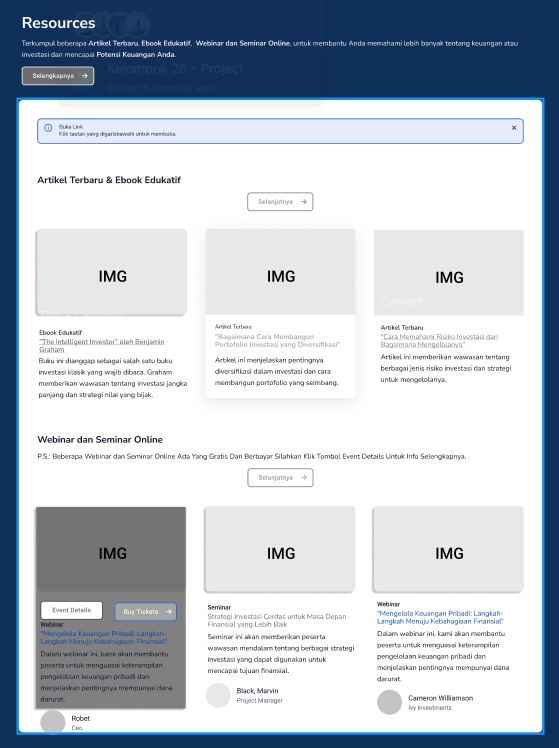 Resources
Terkumpul beberapa Artikel Terbaru, Ebook Edukatif, Webinar dan Seminar Online, untuk membantu Anda memahami lebih banyak tentang keuangan atau
investasi dan mencapai Potensi Keuangan Anda.
Kelompok 26 - Project
Selengkapnya →
Edited 5 months ago
Buka Link
Klik tautan yang digarisbawahi untuk membuka.
Artikel Terbaru & Ebook Edukatif
Selanjutnya →
IMG
IMG
IMG
Content
Ebook Edukatif
"The Intelligent Investor" oleh Benjamin
Graham
Buku ini dianggap sebagai salah satu buku
investasi klasik yang wajib dibaca. Graham
memberikan wawasan tentang investasi jangka
panjang dan strategi nilai yang bijak.
Artikel Terbaru
"Bagaimana Cara Membangun
Portofolio Investasi yang Diversifikasi"
Artikel ini menjelaskan pentingnya
diversifikasi dalam investasi dan cara
membangun portofolio yang seimbang.
Artikel Terbaru
"Cara Memahami Risiko Investasi dan
Bagaimana Mengelolanya"
Artikel ini memberikan wawasan tentang
berbagai jenis risiko investasi dan strategi
untuk mengelolanya.
Webinar dan Seminar Online
P.S.: Beberapa Webinar dan Seminar Online Ada Yang Gratis Dan Berbayar Silahkan Klik Tombol Event Details Untuk Info Selengkapnya.
Selanjutnya →
IMG
IMG
IMG
Event Details
Buy Tickets →
Webinar
"Mengelola Keuangan Pribadi: Langkah-
Langkah Menuju Kebahagiaan Finansial"
Dalam webinar ini, kami akan membantu
peserta untuk menguasai keterampilan
pengelolaan keuangan pribadi dan
menjelaskan pentingnya mempunyai dana
darurat.
Robet
Ceo
Seminar
Strategi Investasi Cerdas untuk Masa Depan
Finansial yang Lebih Baik
Seminar ini akan memberikan peserta
wawasan mendalam tentang berbagai strategi
investasi yang dapat digunakan untuk
mencapai tujuan finansial.
Black, Marvin
Project Manager
Webinar
"Mengelola Keuangan Pribadi: Langkah-
Langkah Menuju Kebahagiaan Finansial"
Dalam webinar ini, kami akan membantu
peserta untuk menguasai keterampilan
pengelolaan keuangan pribadi dan
menjelaskan pentingnya mempunyai dana
darurat.
Cameron Williamson
Ivy Investments